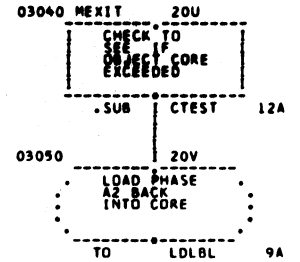 03040 MEXIT 20U
CHECK TO
SEE IF
OBJECT CORE
EXCEEDED
.SUB CTEST 12A
03050 20V
LOAD PHASE
A2 BACK
INTO CORE
TO LDLBL 9A